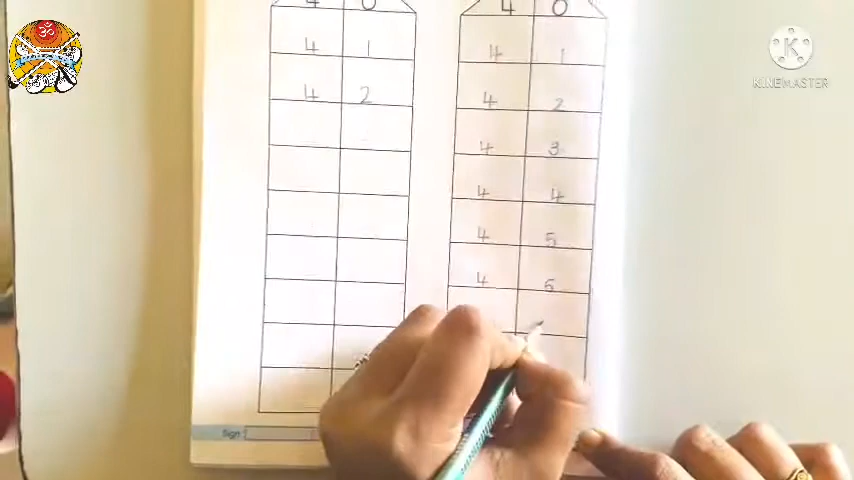 4 0 4 0
4 1 4 1
4 2 4 2
4 3
4 4
4 5
4 6
Sign
ॐ
KINEMASTER